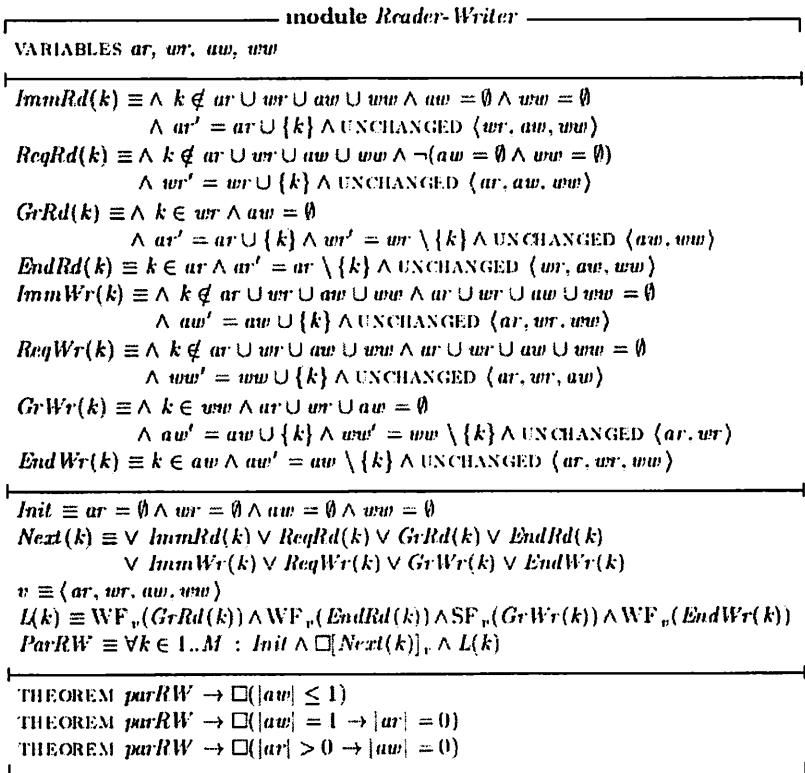 module Reader-Writer
VARIABLES ar, wr, aw, ww
ImmRd(k) ≡ ∧ k ∉ ar ∪ wr ∪ aw ∪ ww ∧ aw = ∅ ∧ ww = ∅
∧ ar' = ar ∪ {k} ∧ UNCHANGED ⟨wr, aw, ww⟩
ReqRd(k) ≡ ∧ k ∉ ar ∪ wr ∪ aw ∪ ww ∧ ¬(aw = ∅ ∧ ww = ∅)
∧ wr' = wr ∪ {k} ∧ UNCHANGED ⟨ar, aw, ww⟩
GrRd(k) ≡ ∧ k ∈ wr ∧ aw = ∅
∧ ar' = ar ∪ {k} ∧ wr' = wr \ {k} ∧ UNCHANGED ⟨aw, ww⟩
EndRd(k) ≡ k ∈ ar ∧ ar' = ar \ {k} ∧ UNCHANGED ⟨wr, aw, ww⟩
ImmWr(k) ≡ ∧ k ∉ ar ∪ wr ∪ aw ∪ ww ∧ ar ∪ wr ∪ aw ∪ ww = ∅
∧ aw' = aw ∪ {k} ∧ UNCHANGED ⟨ar, wr, ww⟩
ReqWr(k) ≡ ∧ k ∉ ar ∪ wr ∪ aw ∪ ww ∧ ar ∪ wr ∪ aw ∪ ww = ∅
∧ ww' = ww ∪ {k} ∧ UNCHANGED ⟨ar, wr, aw⟩
GrWr(k) ≡ ∧ k ∈ ww ∧ ar ∪ wr ∪ aw = ∅
∧ aw' = aw ∪ {k} ∧ ww' = ww \ {k} ∧ UNCHANGED ⟨ar, wr⟩
EndWr(k) ≡ k ∈ aw ∧ aw' = aw \ {k} ∧ UNCHANGED ⟨ar, wr, ww⟩
Init ≡ ar = ∅ ∧ wr = ∅ ∧ aw = ∅ ∧ ww = ∅
Next(k) ≡ ∨ ImmRd(k) ∨ ReqRd(k) ∨ GrRd(k) ∨ EndRd(k)
∨ ImmWr(k) ∨ ReqWr(k) ∨ GrWr(k) ∨ EndWr(k)
v ≡ ⟨ar, wr, aw, ww⟩
L(k) ≡ WF_v(GrRd(k)) ∧ WF_v(EndRd(k)) ∧ SF_v(GrWr(k)) ∧ WF_v(EndWr(k))
ParRW ≡ ∀k ∈ 1..M : Init ∧ □[Next(k)]_v ∧ L(k)
THEOREM parRW → □(|aw| ≤ 1)
THEOREM parRW → □(|aw| = 1 → |ar| = 0)
THEOREM parRW → □(|ar| > 0 → |aw| = 0)